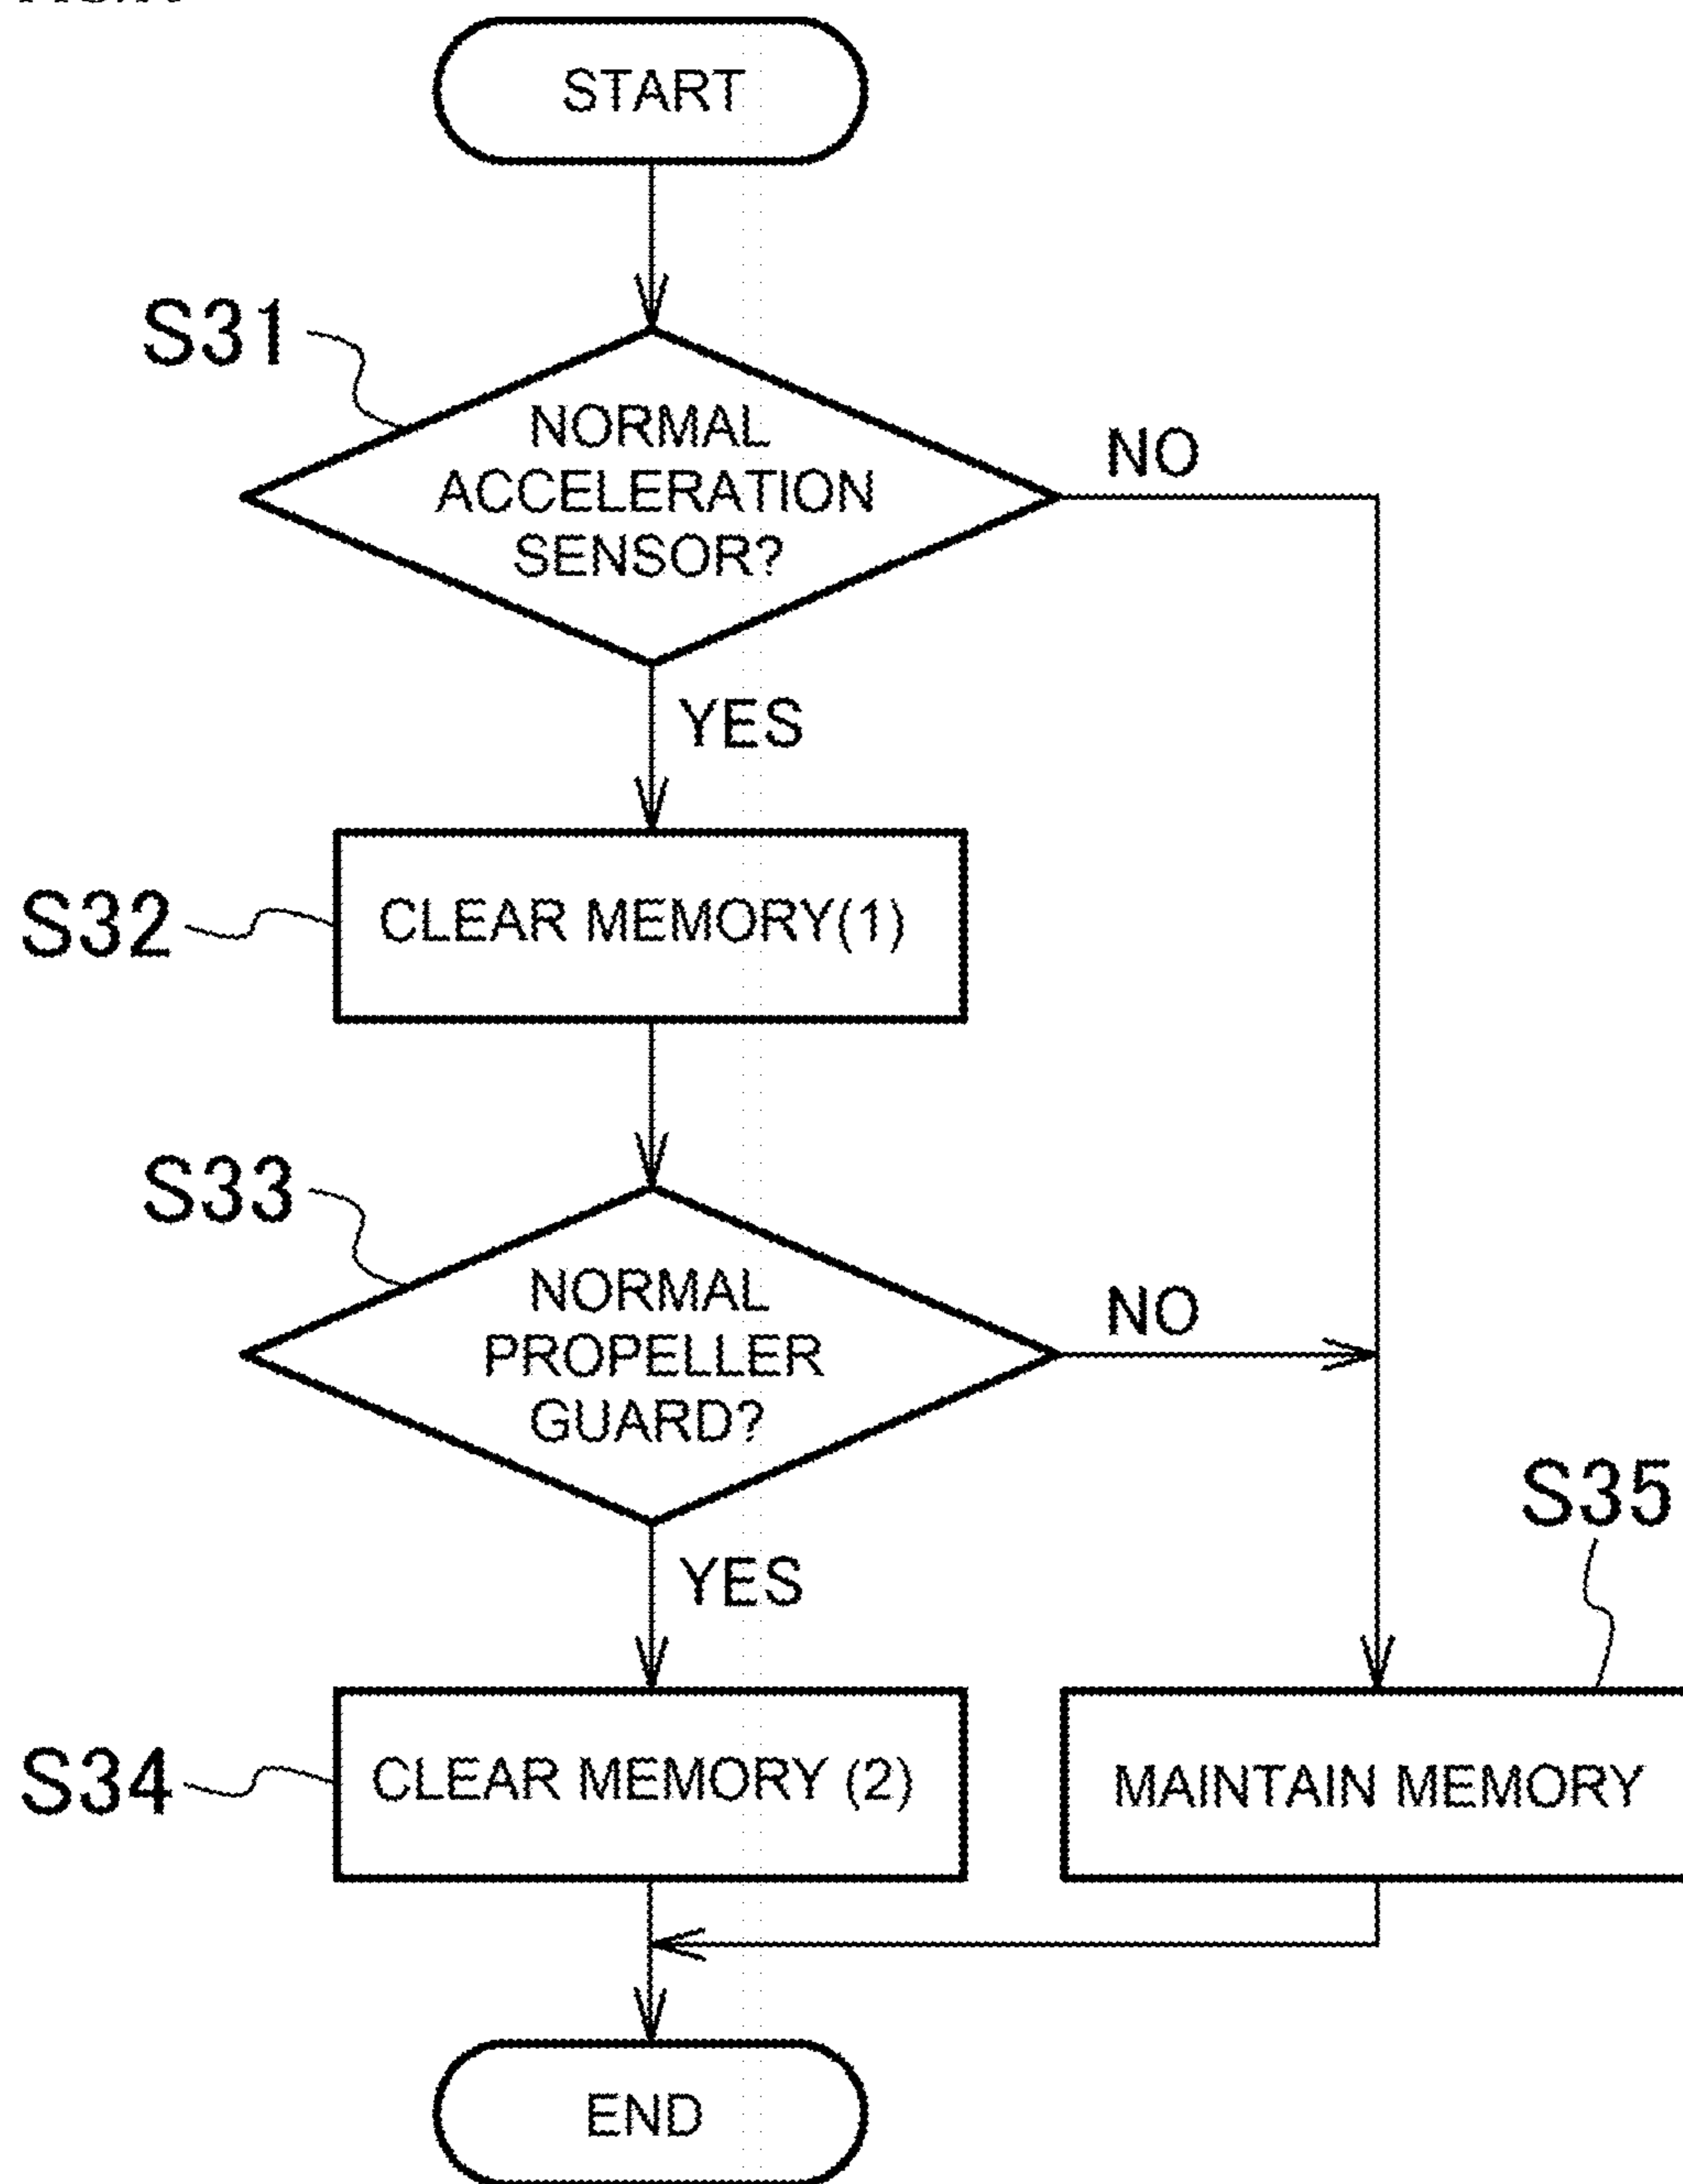 START
S31
NORMAL
ACCELERATION
SENSOR?
NO
YES
S32
CLEAR MEMORY(1)
S33
NORMAL
PROPELLER
GUARD?
NO
YES
S35
S34
CLEAR MEMORY (2)
MAINTAIN MEMORY
END